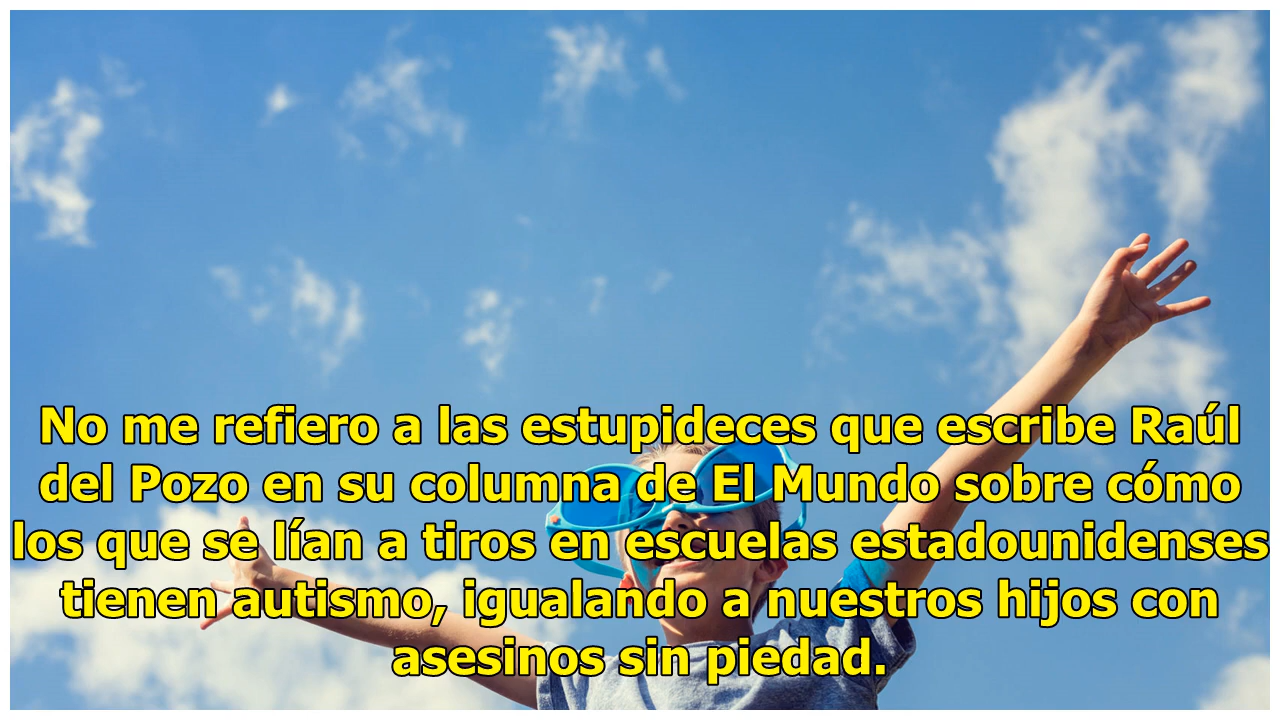 No me refiero a las estupideces que escribe Raúl
del Pozo en su columna de El Mundo sobre cómo
los que se lían a tiros en escuelas estadounidenses
tienen autismo, igualando a nuestros hijos con
asesinos sin piedad.